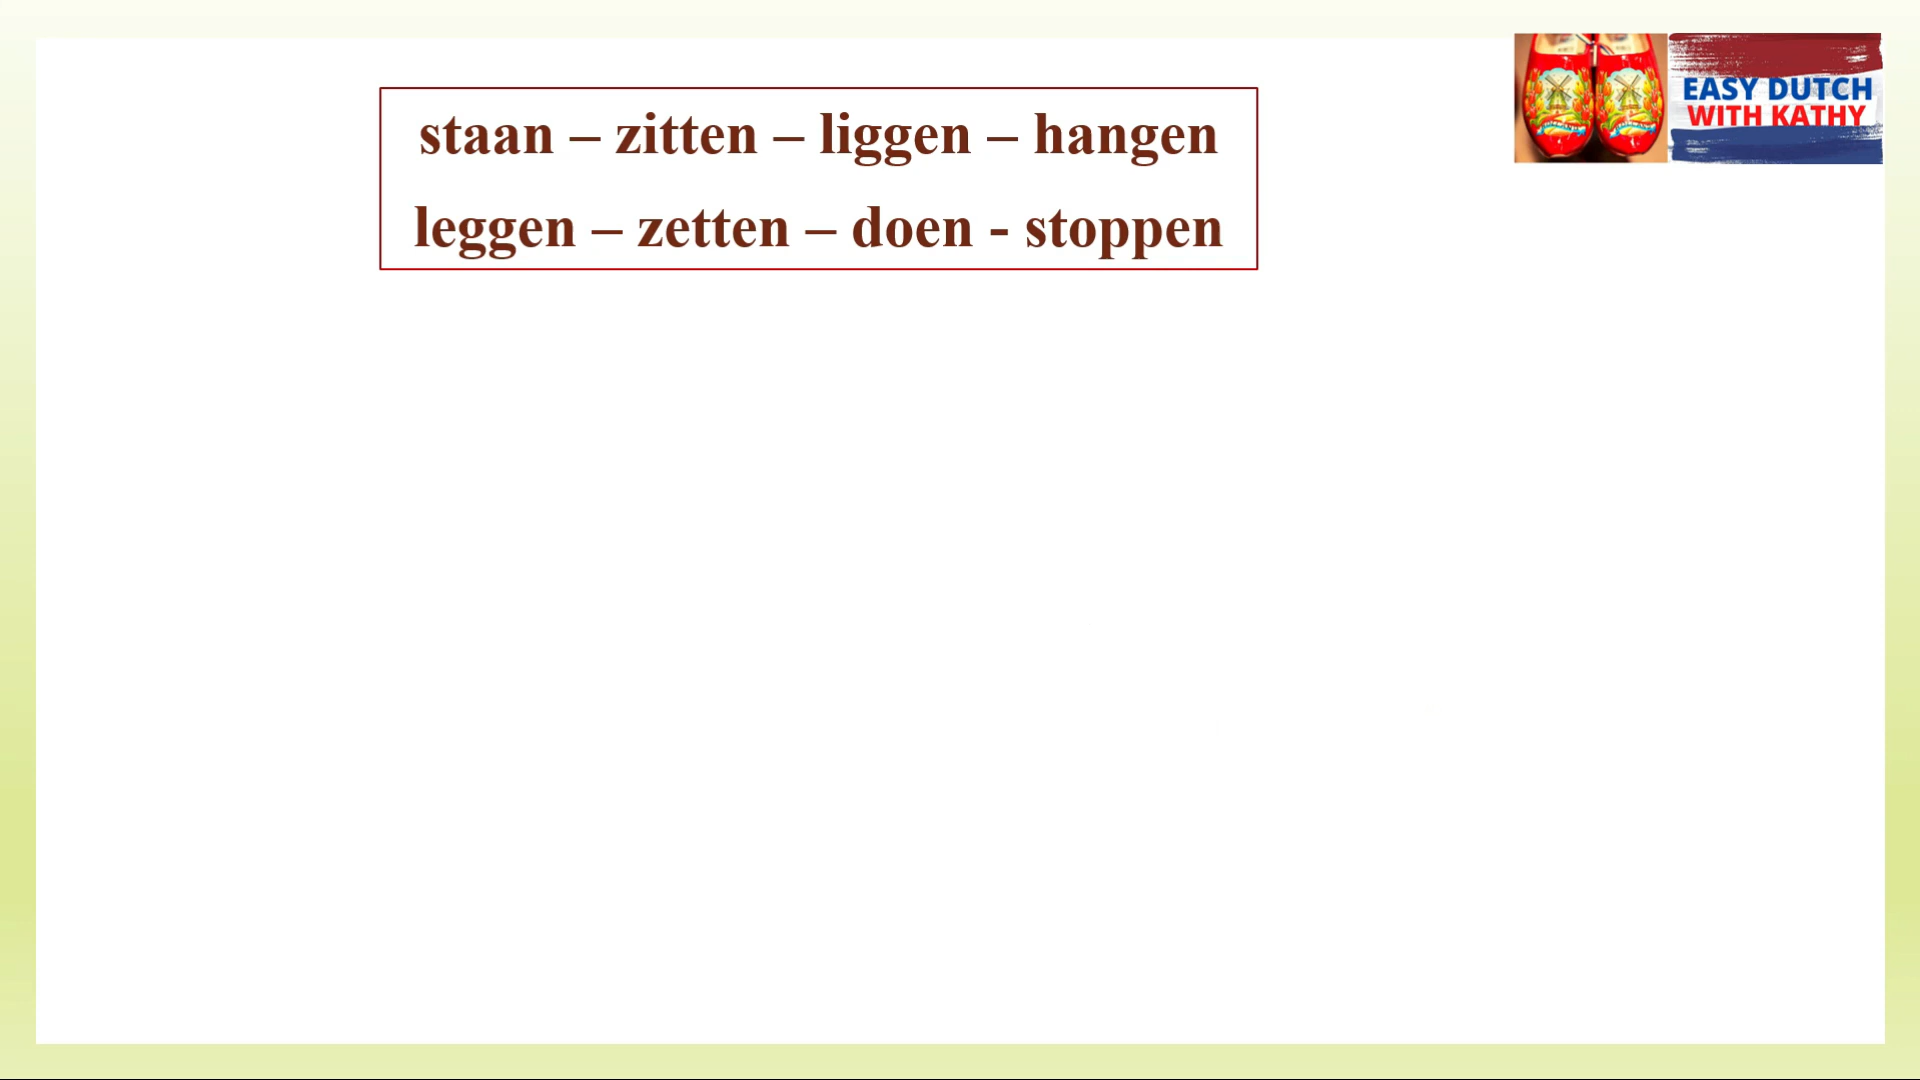 staan – zitten – liggen – hangen
leggen – zetten – doen - stoppen
EASY DUTCH
WITH KATHY